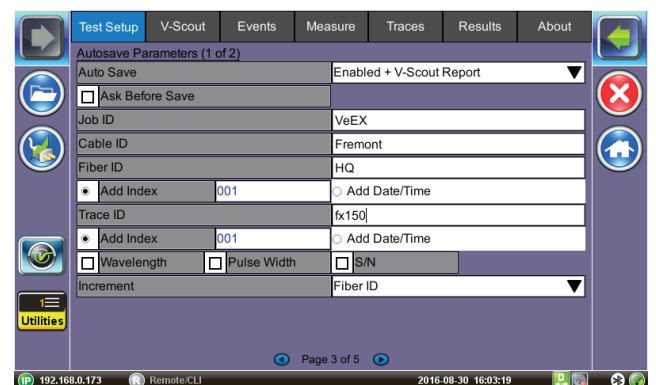 Test Setup V-Scout Events Measure Traces Results About
Autosave Parameters (1 of 2)
Auto Save Enabled + V-Scout Report
Ask Before Save
Job ID VeEX
Cable ID Fremont
Fiber ID HQ
Add Index 001 Add Date/Time
Trace ID fx150
Add Index 001 Add Date/Time
Wavelength Pulse Width S/N
Increment Fiber ID
1
Utilities
Page 3 of 5
IP 192.168.0.173 R Remote/CLI 2016-08-30 16:03:19